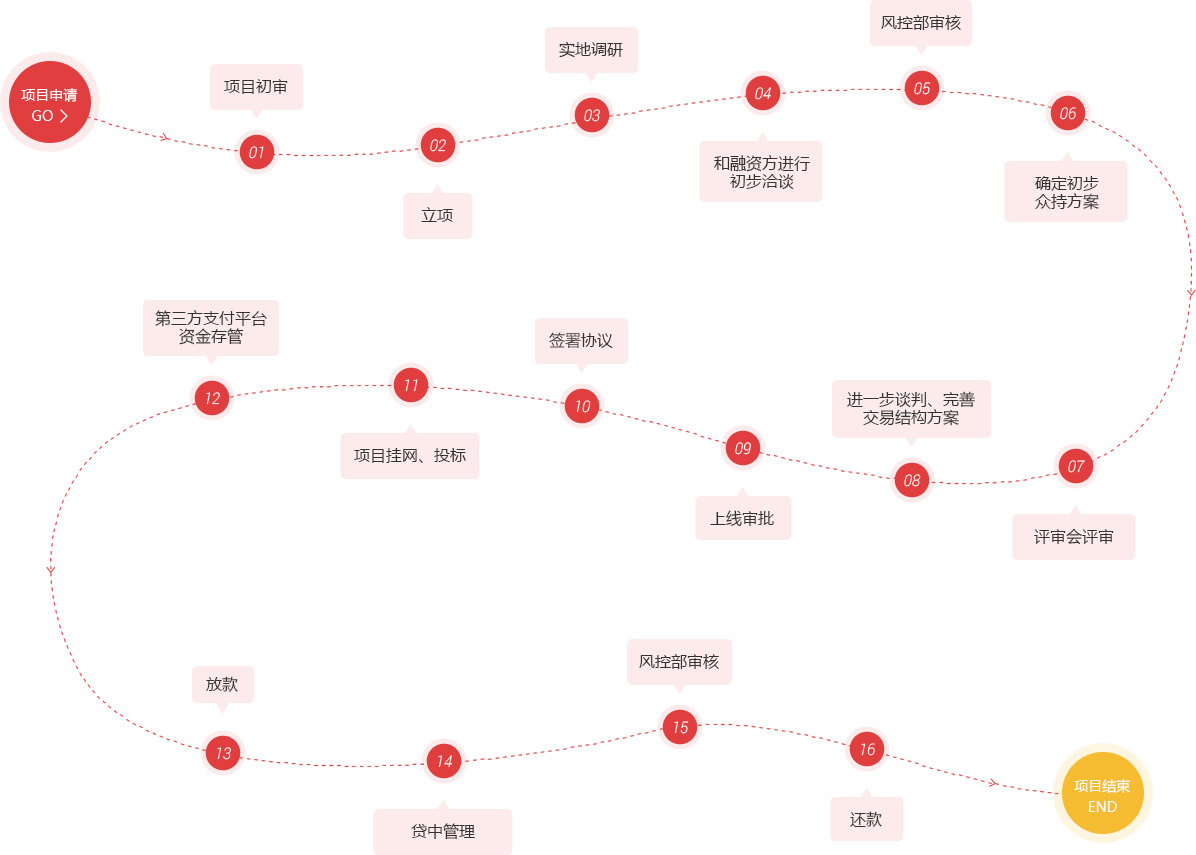 项目申请
GO
项目初审
01
02
立项
实地调研
03
04
和融资方进行
初步洽谈
风控部审核
05
06
确定初步
众持方案
07
评审会评审
进一步谈判、完善
交易结构方案
08
09
上线审批
签署协议
10
11
项目挂网、投标
第三方支付平台
资金存管
12
放款
13
14
贷中管理
风控部审核
15
16
还款
项目结束
END